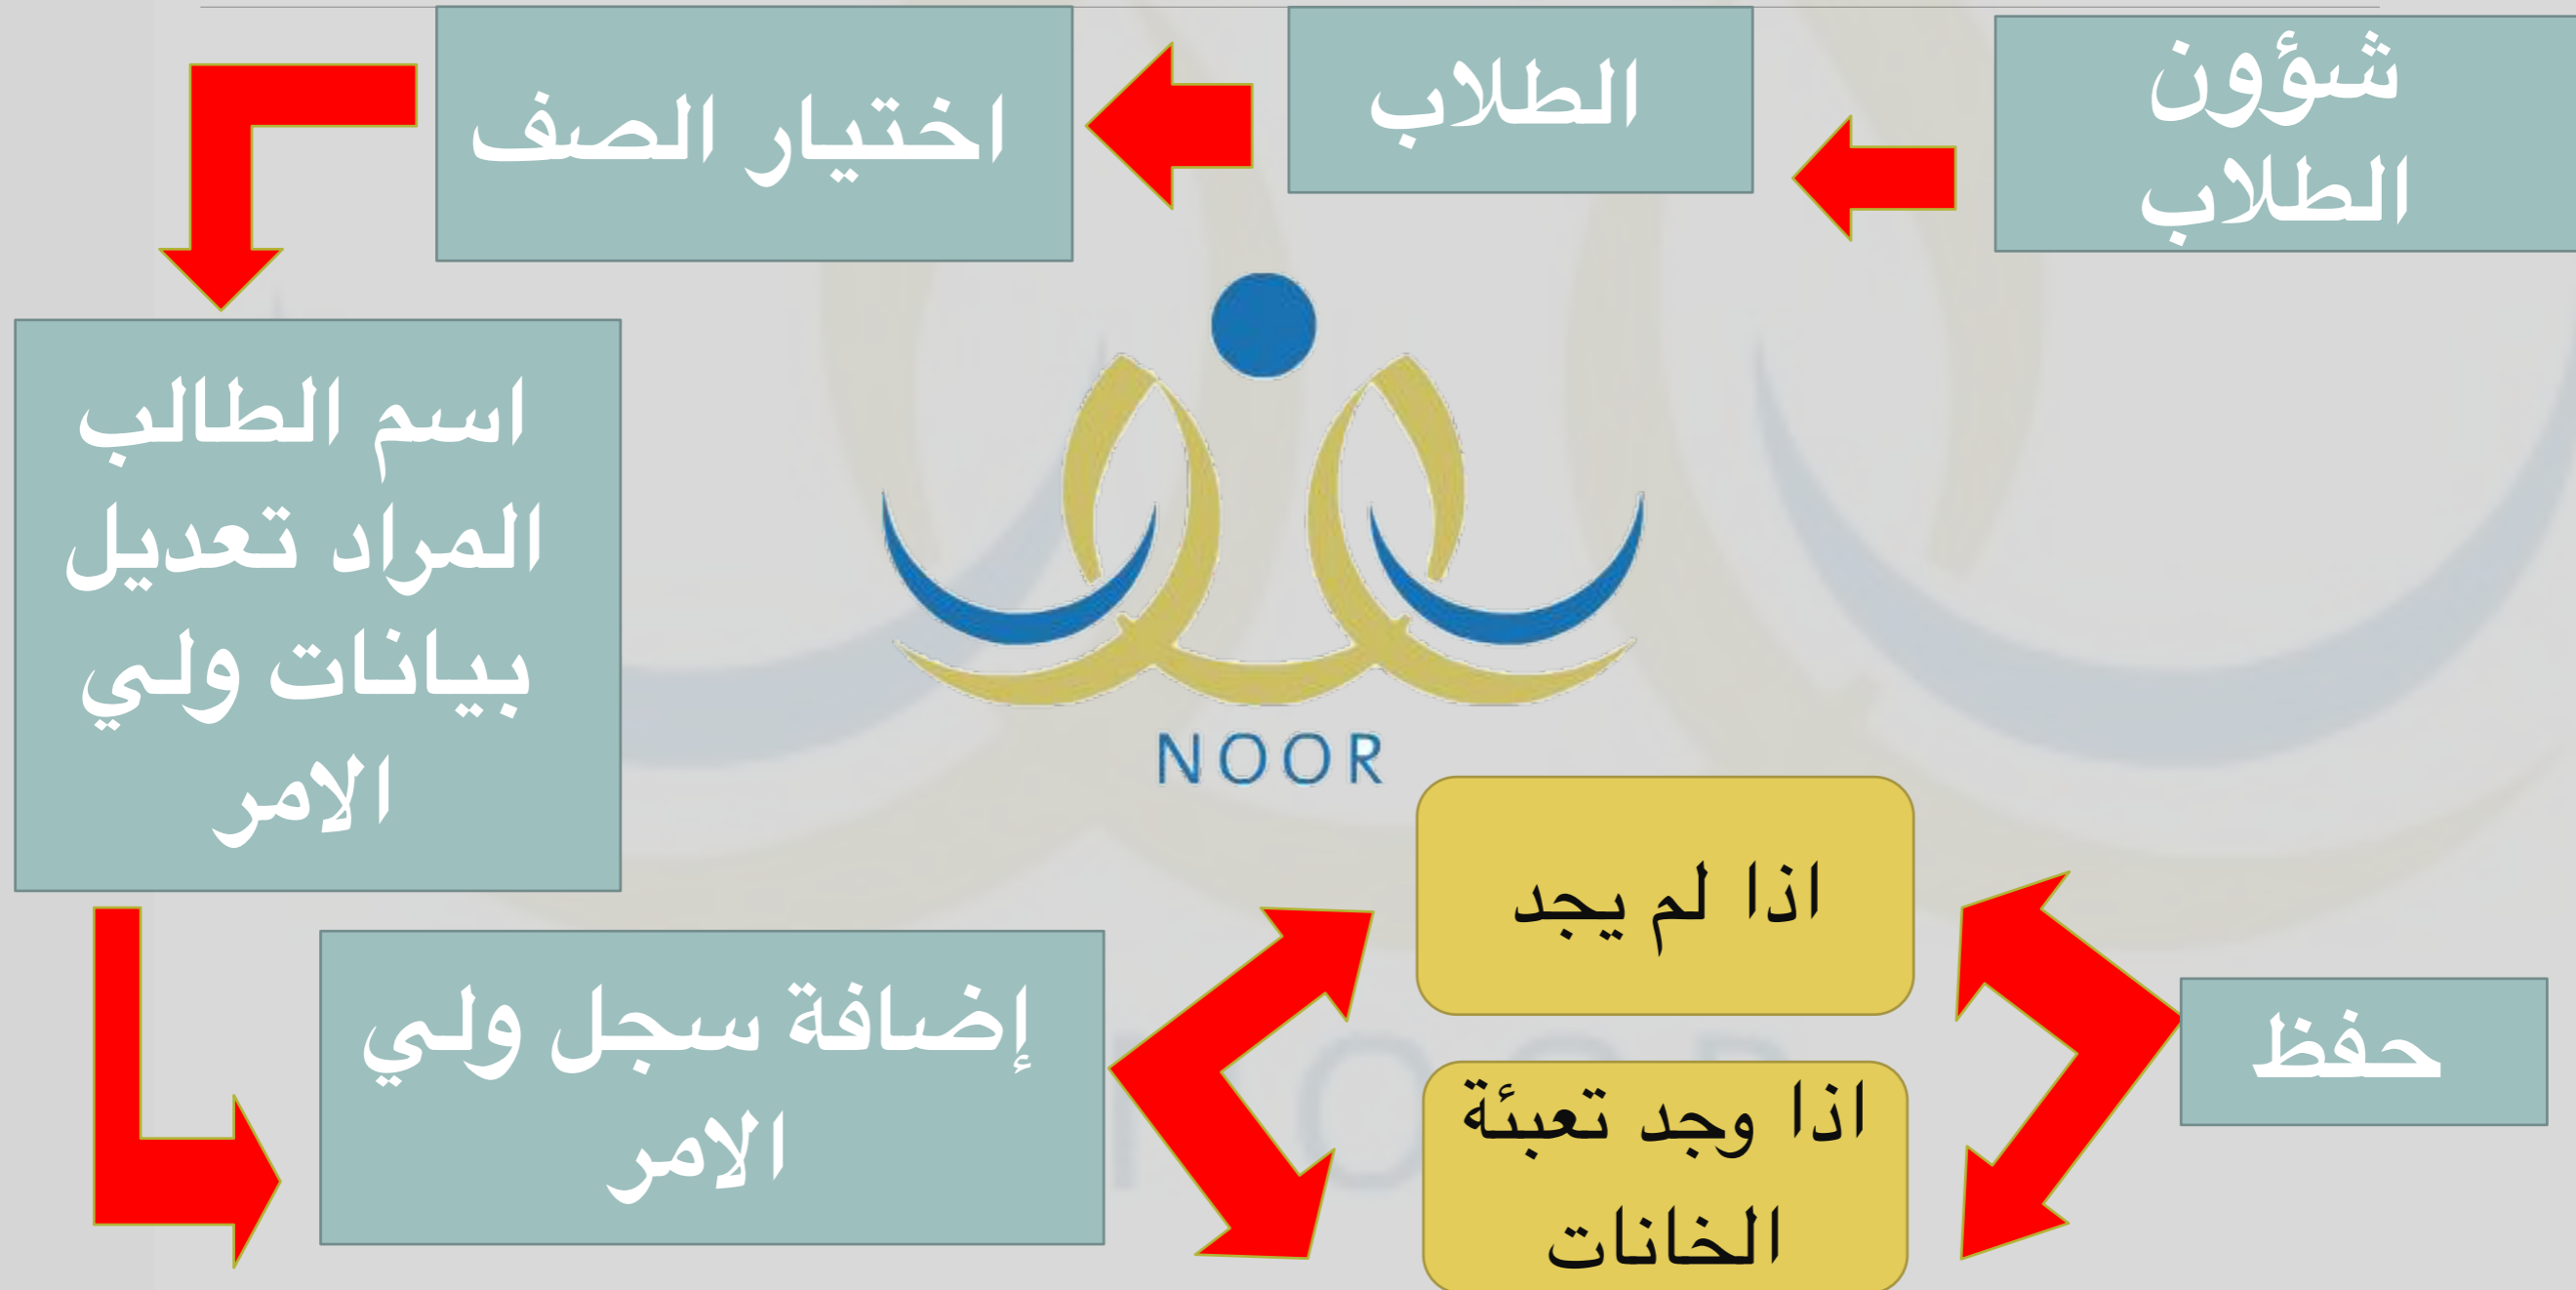 شؤون
الطلاب
الطلاب
اختيار الصف
اسم الطالب
المراد تعديل
بيانات ولي
الامر
NOOR
إضافة سجل ولي
الامر
اذا لم يجد
اذا وجد تعبئة
الخانات
حفظ